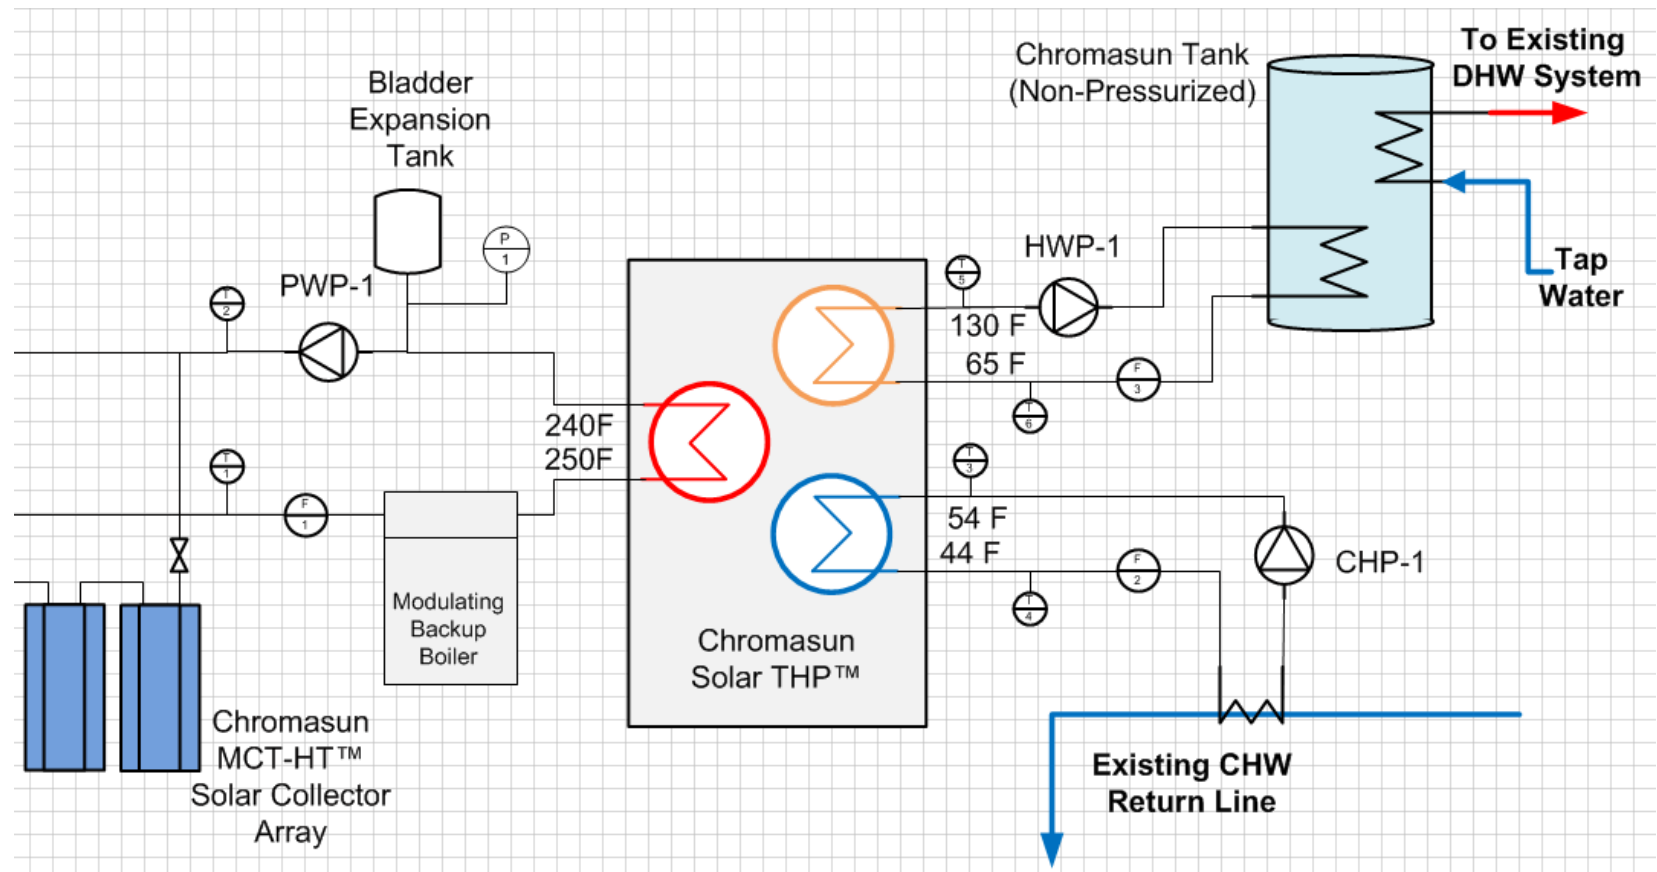 Chromasun Tank
(Non-Pressurized)
To Existing
DHW System
Bladder
Expansion
Tank
P
1
T
2
PWP-1
T
5
HWP-1
Tap
Water
130 F
65 F
F
3
T
6
240F
250F
T
1
F
1
T
3
54 F
44 F
F
2
T
4
CHP-1
Modulating
Backup
Boiler
Chromasun
Solar THP™
Chromasun
MCT-HT™
Solar Collector
Array
Existing CHW
Return Line